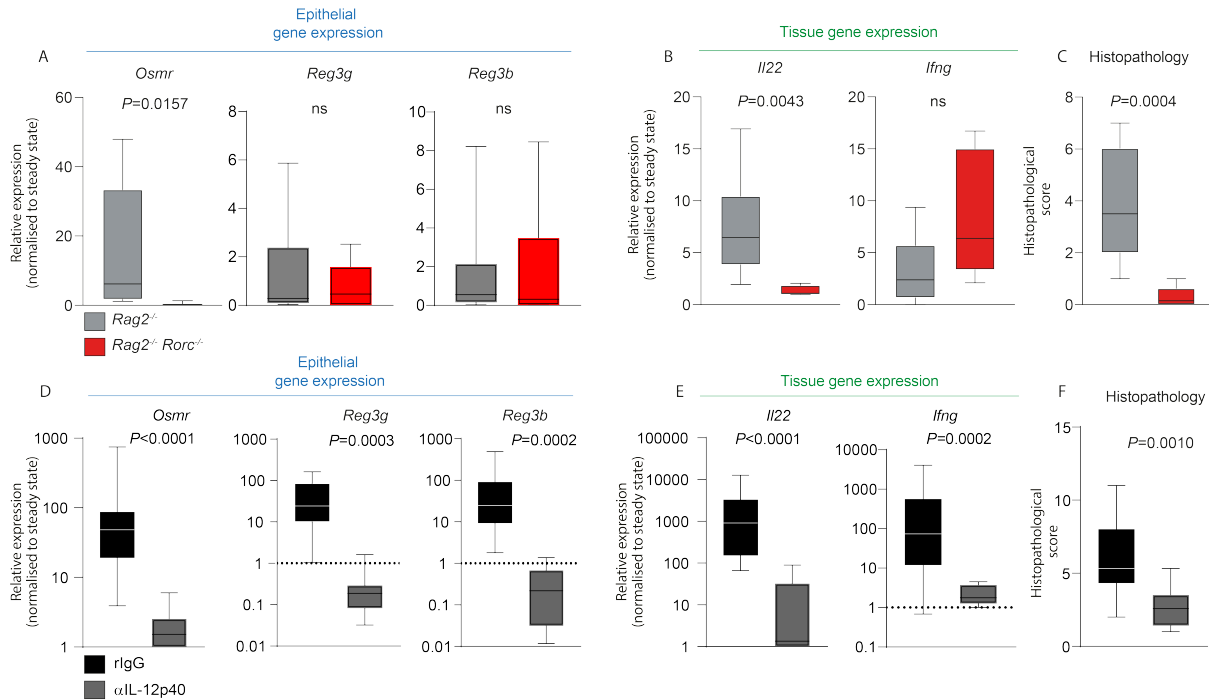 Epithelial
gene expression
Tissue gene expression
A
Osmr
Reg3g
Reg3b
B
Il22
Ifng
C
Histopathology
Relative expression
(normalised to steady state)
60
40
20
0
P=0.0157
8
6
4
2
0
ns
10
8
6
4
2
0
ns
Relative expression
(normalised to steady state)
20
15
10
5
0
P=0.0043
20
15
10
5
0
ns
Histopathological
score
8
6
4
2
0
P=0.0004
Rag2-/-
Rag2-/- Rorc-/-
Epithelial
gene expression
Tissue gene expression
D
Osmr
Reg3g
Reg3b
E
Il22
Ifng
F
Histopathology
Relative expression
(normalised to steady state)
1000
100
10
1
P<0.0001
1000
100
10
1
0.1
0.01
P=0.0003
1000
100
10
1
0.1
0.01
P=0.0002
Relative expression
(normalised to steady state)
100000
10000
1000
100
10
1
P<0.0001
10000
1000
100
10
1
0.1
P=0.0002
Histopathological
score
15
10
5
0
P=0.0010
rIgG
αIL-12p40